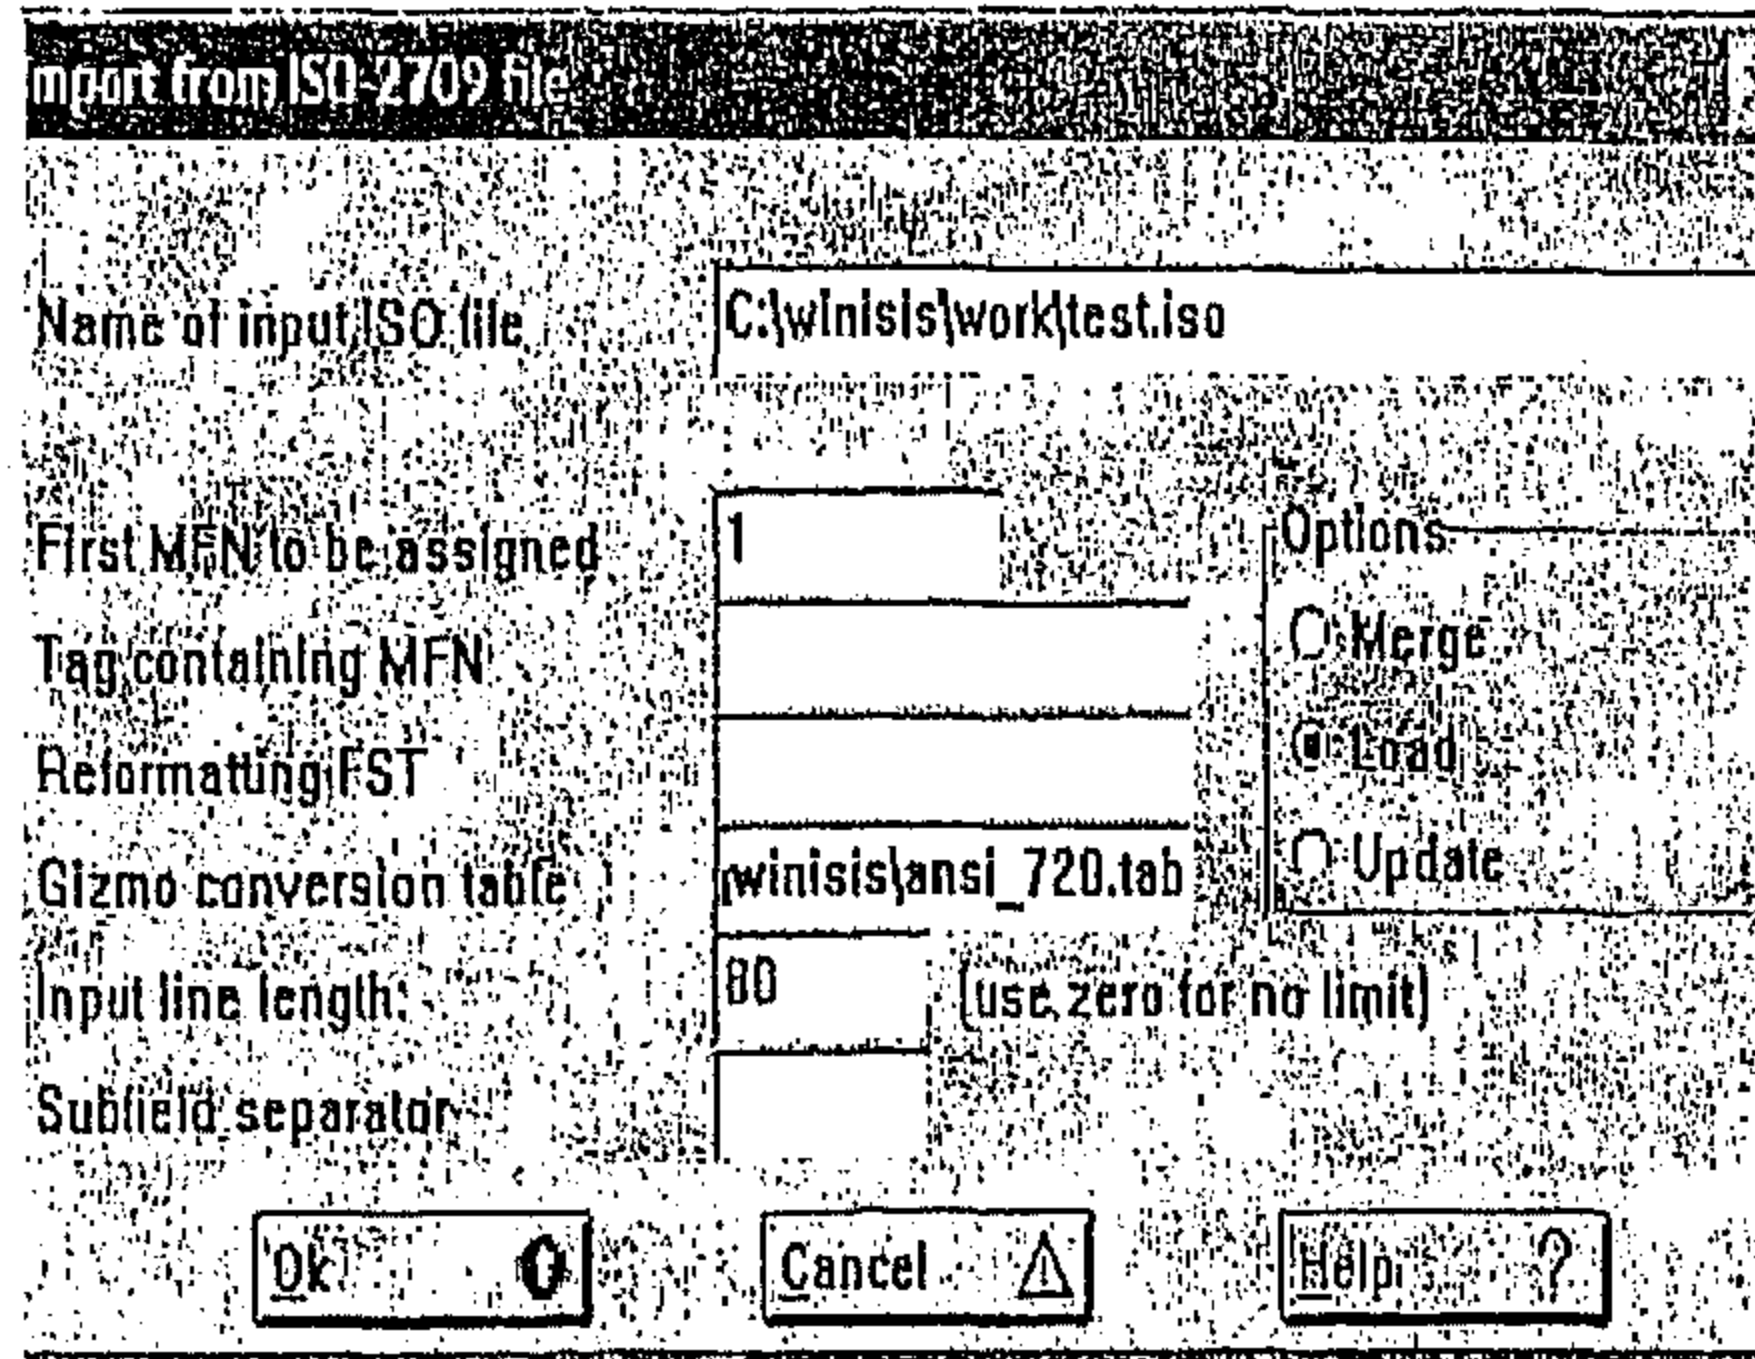 mport from ISO-2709 file
Name of input ISO file
C:\winisis\work\test.iso
First MFN to be assigned
1
Options
Merge
Tag containing MFN
Load
Reformatting FST
Update
Gizmo conversion table
winisis\ansi_720.tab
Input line length
80
(use zero for no limit)
Subfield separator
Ok
Cancel
Help ?